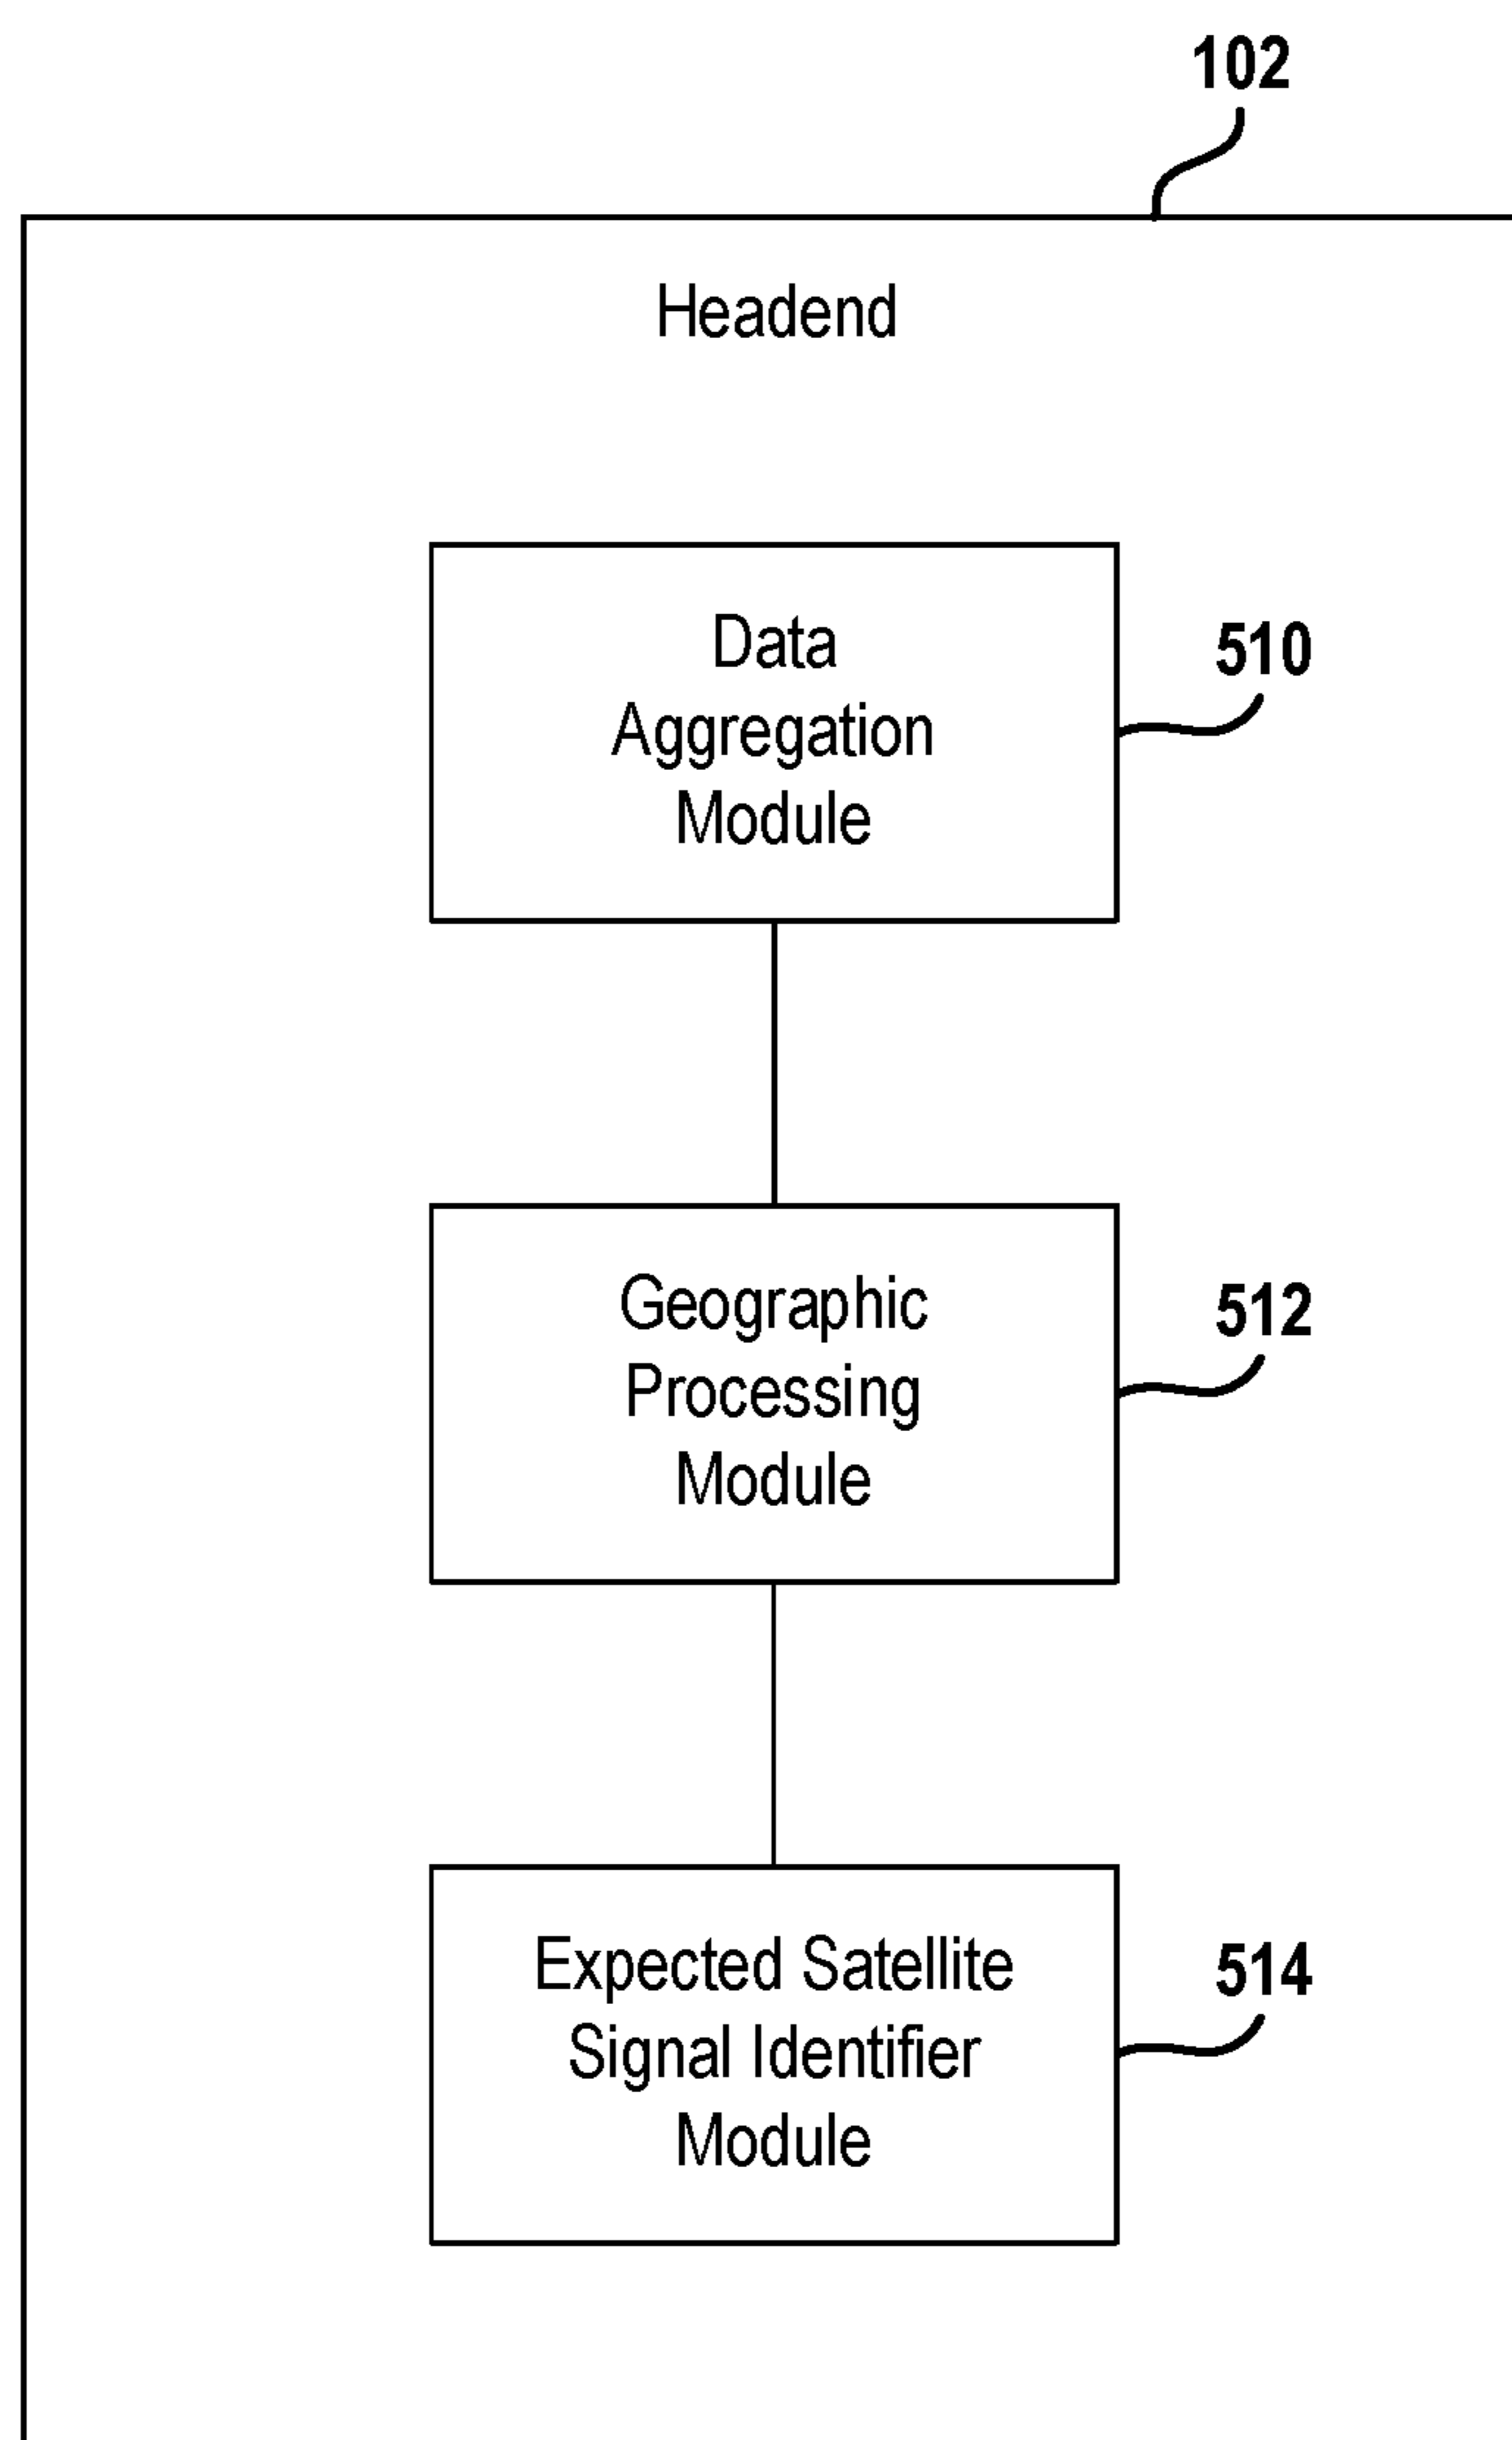 102
Headend
Data
Aggregation
Module
510
Geographic
Processing
Module
512
Expected Satellite
Signal Identifier
Module
514